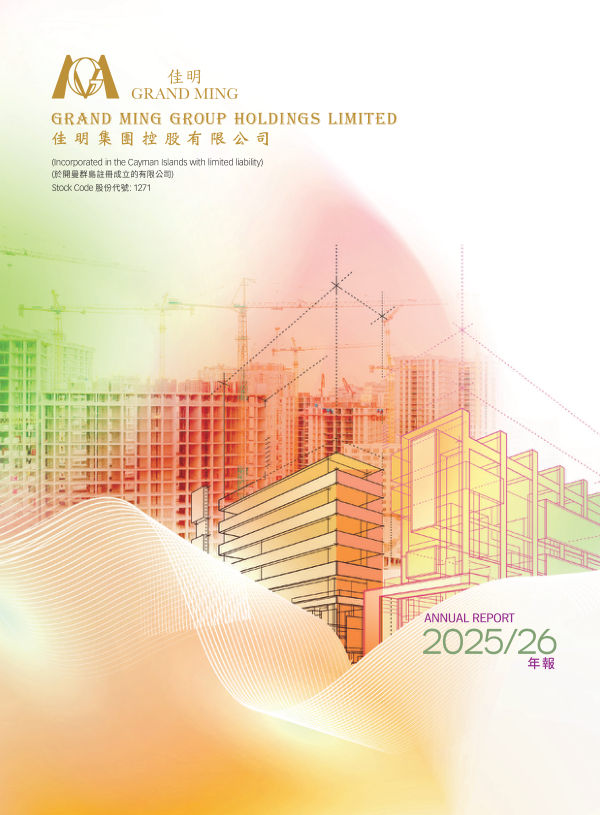 佳明
GRAND MING
GRAND MING GROUP HOLDINGS LIMITED
佳明集團控股有限公司
(Incorporated in the Cayman Islands with limited liability)
(於開曼群島註冊成立的有限公司)
Stock Code 股份代號: 1271
ANNUAL REPORT
2025/26
年報